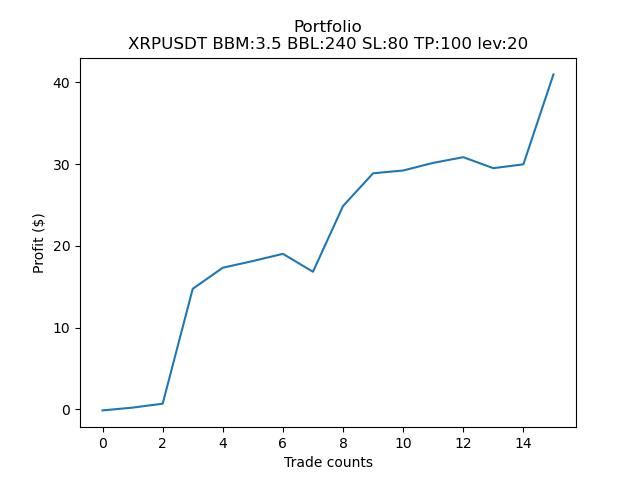 Portfolio
XRPUSDT BBM:3.5 BBL:240 SL:80 TP:100 lev:20
40
30
20
10
0
Profit ($)
0 2 4 6 8 10 12 14
Trade counts